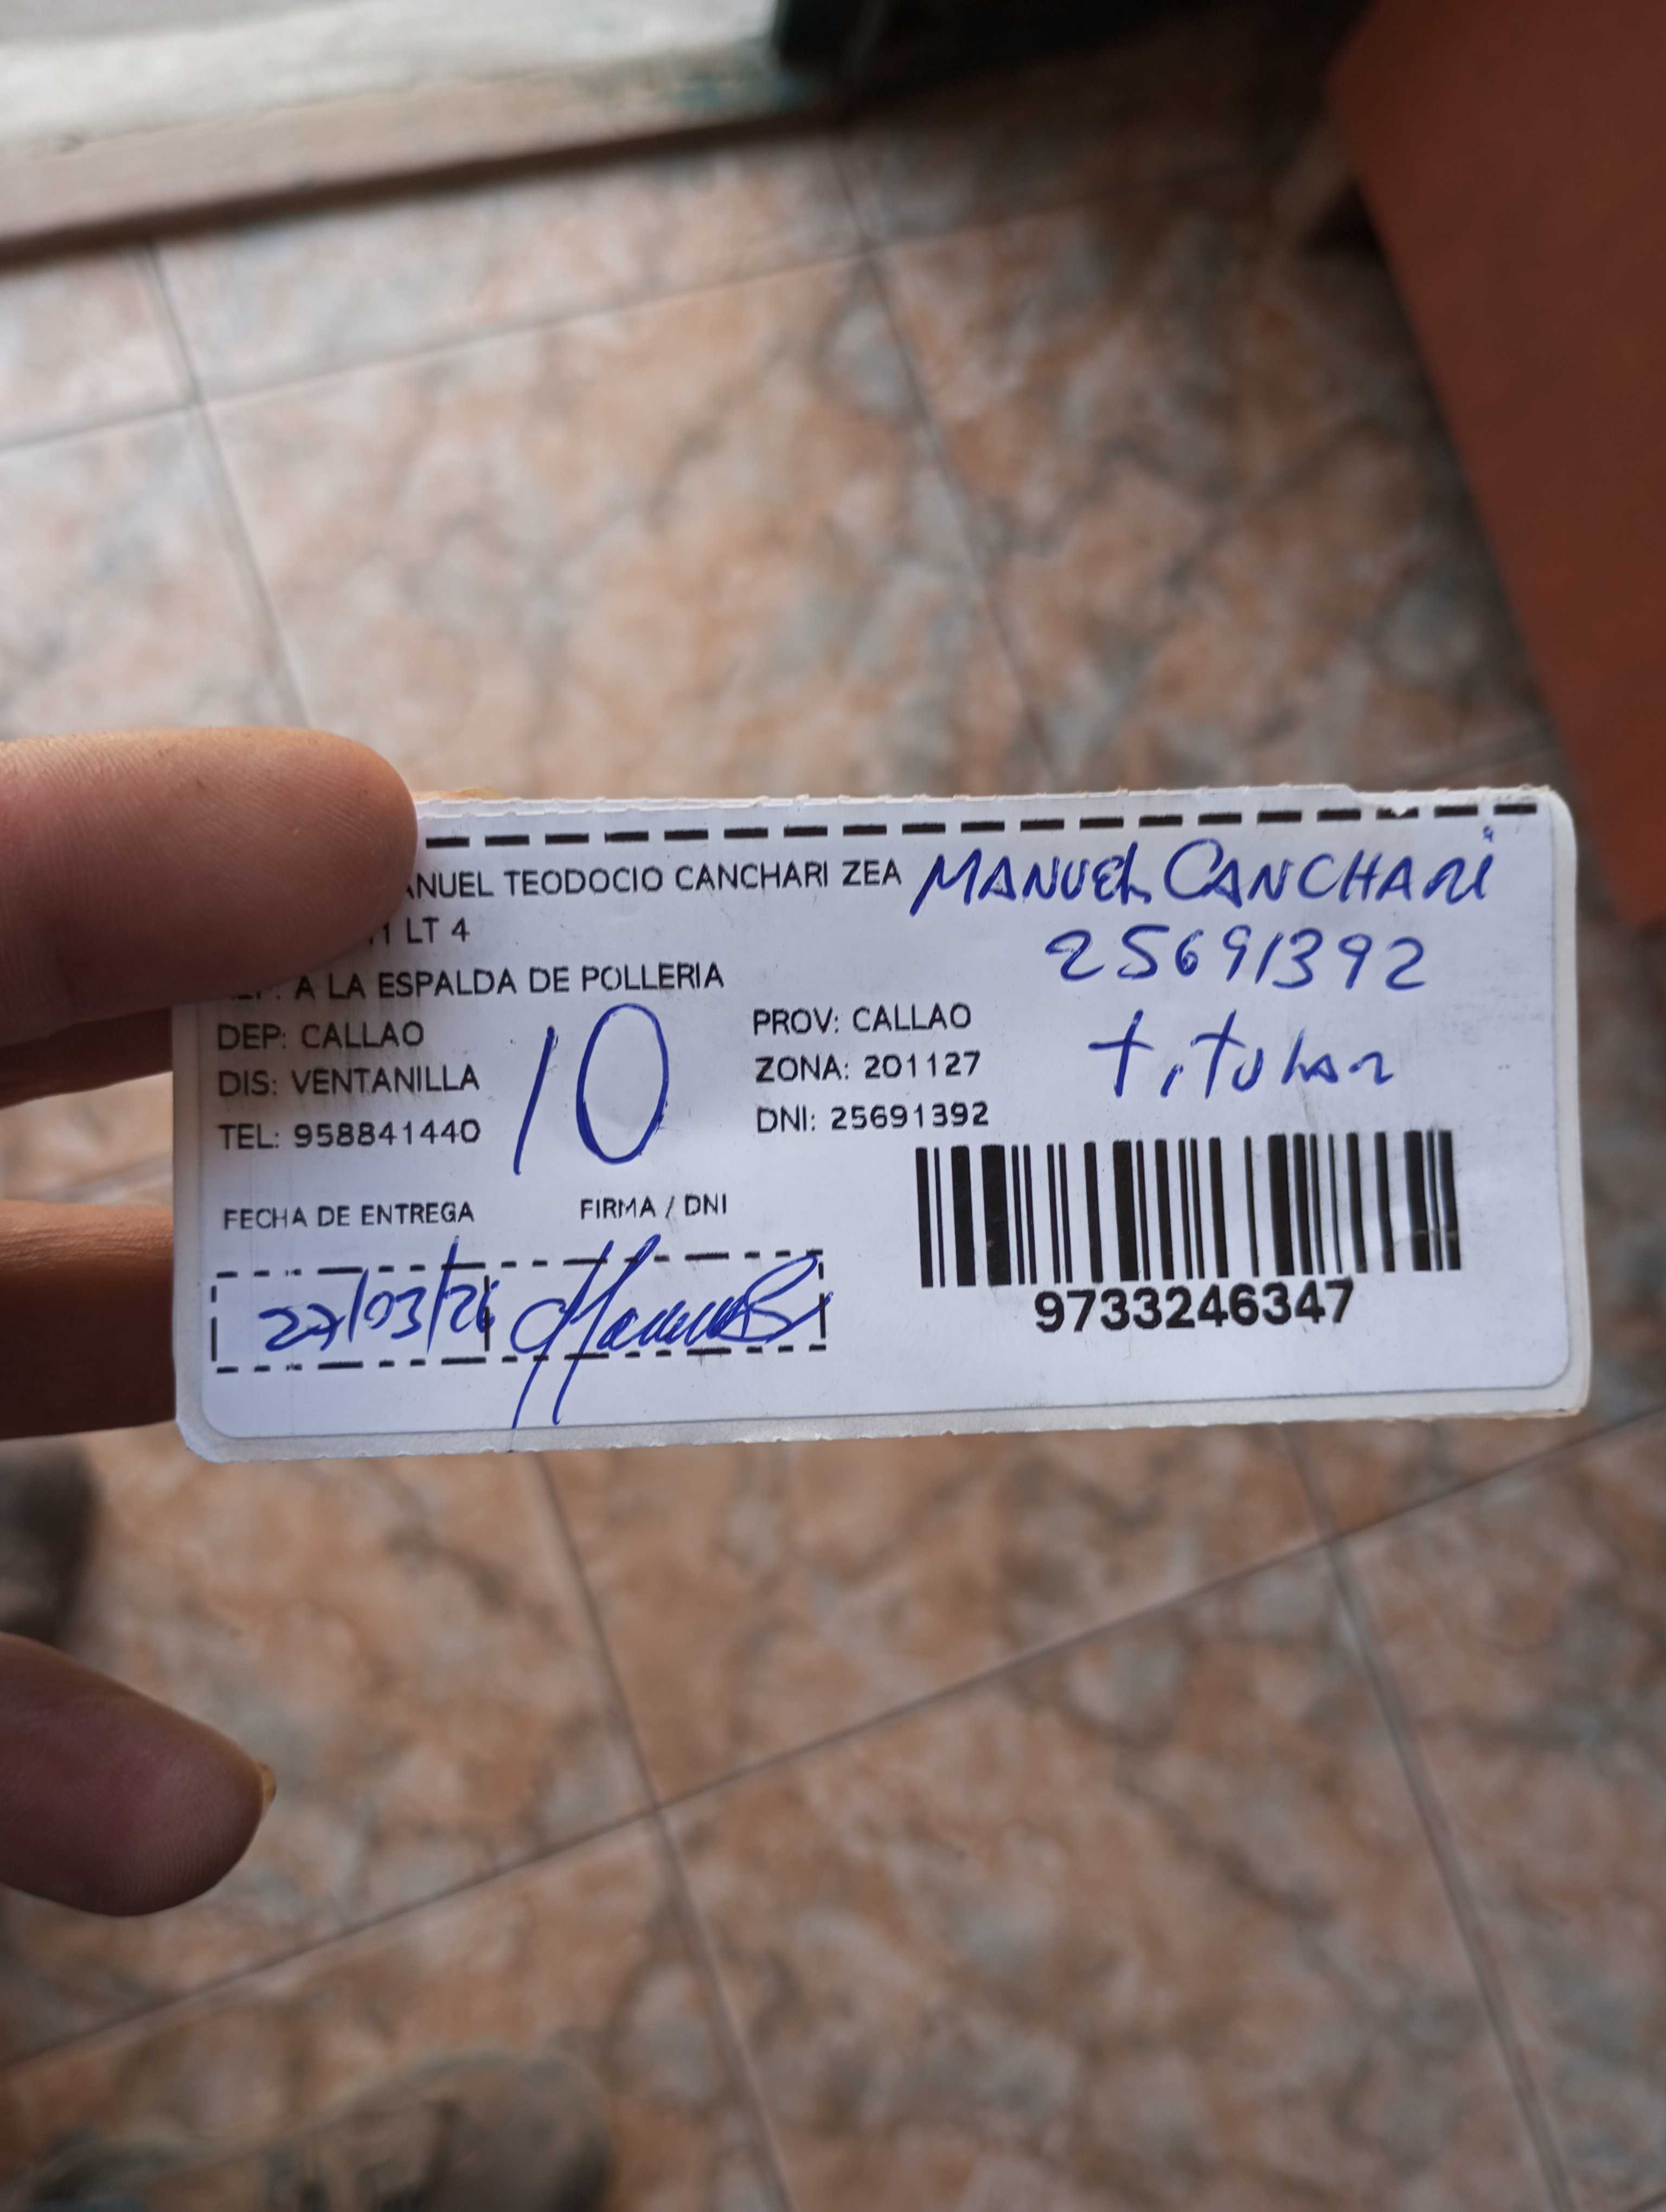 ANUEL TEODOCIO CANCHARI ZEA MANUEL CANCHARI
LT 4
25691392
A LA ESPALDA DE POLLERIA
DEP: CALLAO
PROV: CALLAO
titular
10
DIS: VENTANILLA
ZONA: 201127
TEL: 958841440
DNI: 25691392
FECHA DE ENTREGA
FIRMA / DNI
27/03/26
9733246347